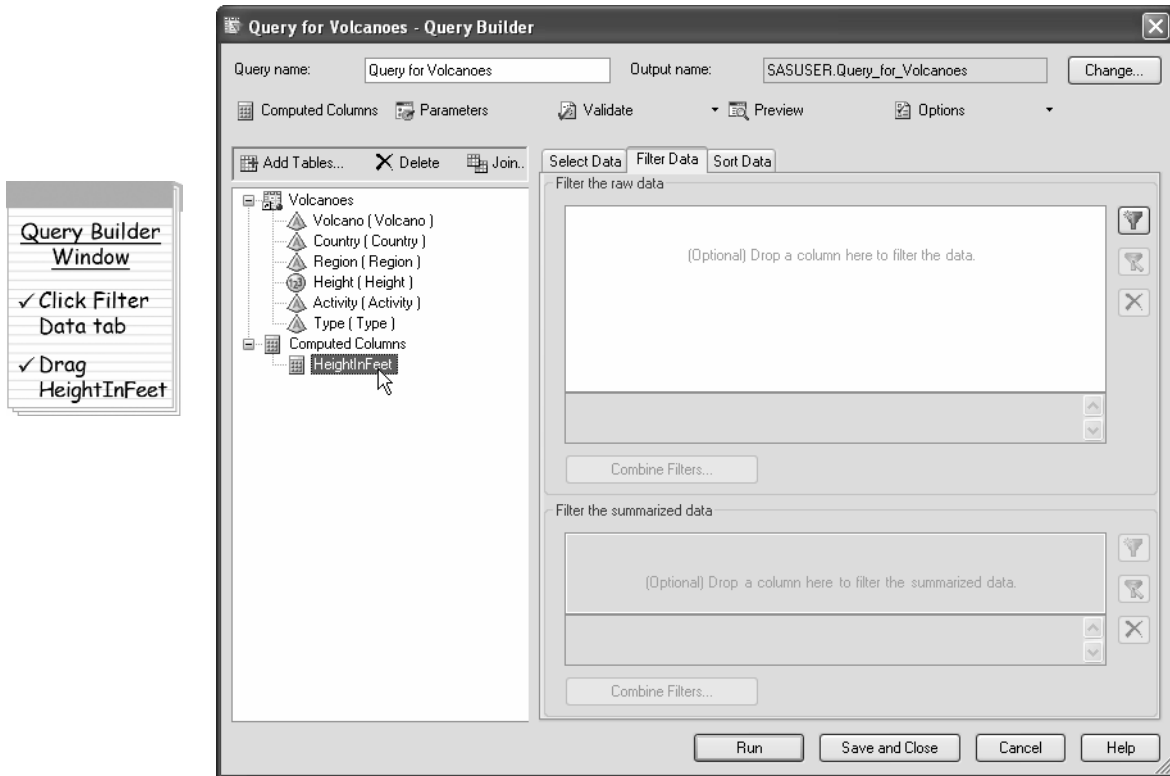 Query Builder
Window
✓ Click Filter
Data tab
✓ Drag
HeightInFeet
Query for Volcanoes - Query Builder
Query name: Query for Volcanoes Output name: SASUSER.Query_for_Volcanoes Change...
Computed Columns Parameters Validate Preview Options
Add Tables... Delete Join..
Select Data Filter Data Sort Data
Volcanoes
Volcano ( Volcano )
Country ( Country )
Region ( Region )
Height ( Height )
Activity ( Activity )
Type ( Type )
Computed Columns
HeightInFeet
Filter the raw data
(Optional) Drop a column here to filter the data.
Combine Filters...
Filter the summarized data
(Optional) Drop a column here to filter the summarized data.
Combine Filters...
Run Save and Close Cancel Help